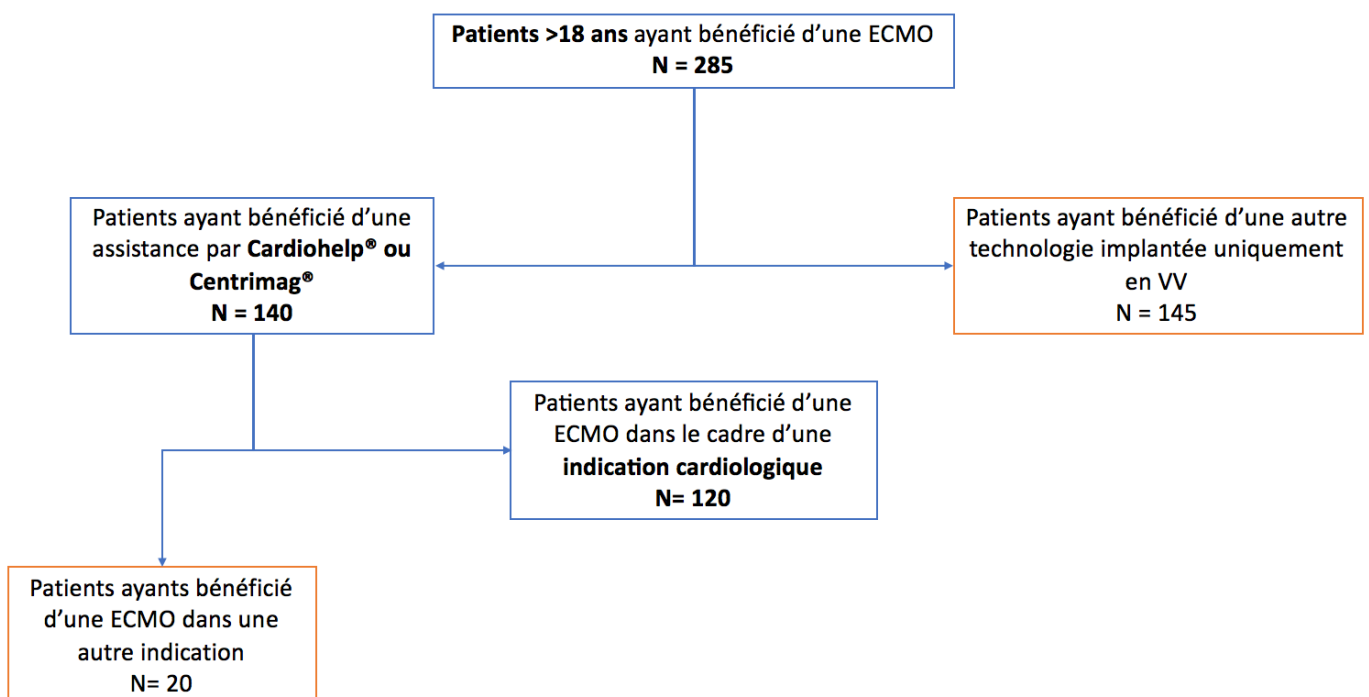 Patients >18 ans ayant bénéficié d'une ECMO
N = 285
Patients ayant bénéficié d'une
assistance par Cardiohelp® ou
Centrimag®
N = 140
Patients ayant bénéficié d'une autre
technologie implantée uniquement
en VV
N = 145
Patients ayant bénéficié d'une
ECMO dans le cadre d'une
indication cardiologique
N= 120
Patients ayants bénéficié
d'une ECMO dans une
autre indication
N= 20